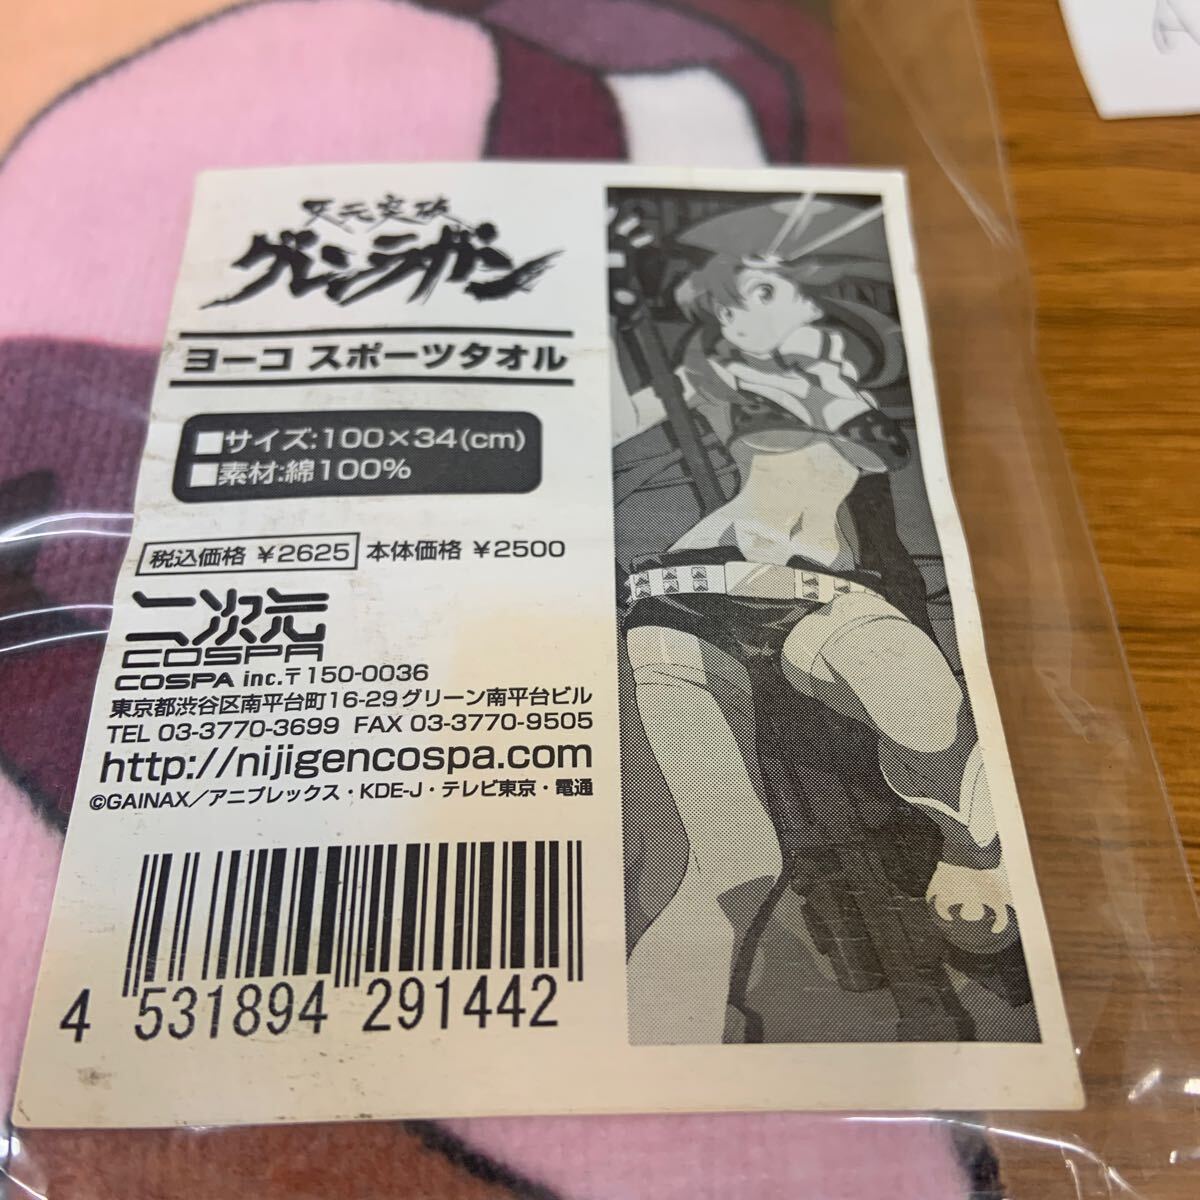 天元突破
グレンラガン
ヨーコ スポーツタオル
■サイズ:100×34(cm)
■素材:綿100%
税込価格 ¥2625 本体価格 ¥2500
二次元
COSPA
COSPA inc.〒150-0036
東京都渋谷区南平台町16-29グリーン南平台ビル
TEL 03-3770-3699 FAX 03-3770-9505
http://nijigencospa.com
©GAINAX／アニプレックス・KDE-J・テレビ東京・電通
4 531894 291442